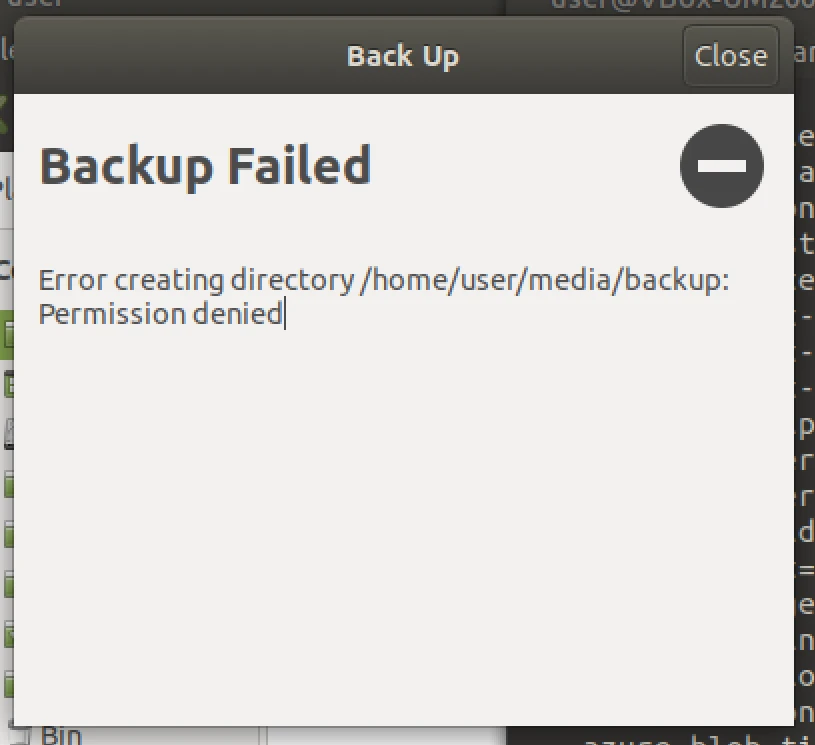 Back Up
Close
Backup Failed
Error creating directory /home/user/media/backup:
Permission denied
Bin